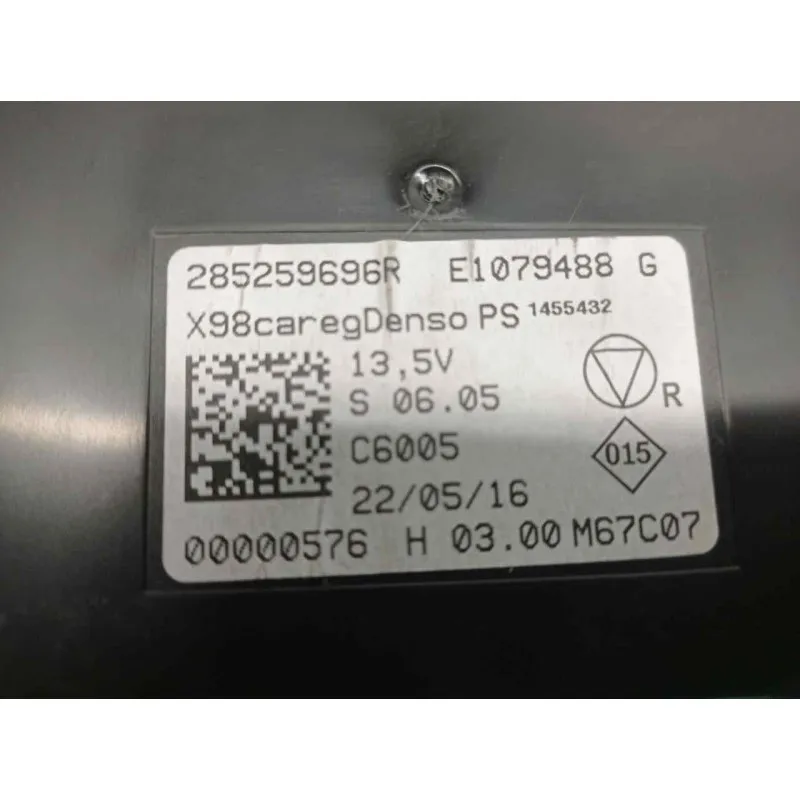 285259696R E1079488 G
X98caregDenso PS 1455432
13,5V
S 06.05
R
C6005
015
22/05/16
00000576 H 03.00 M67C07